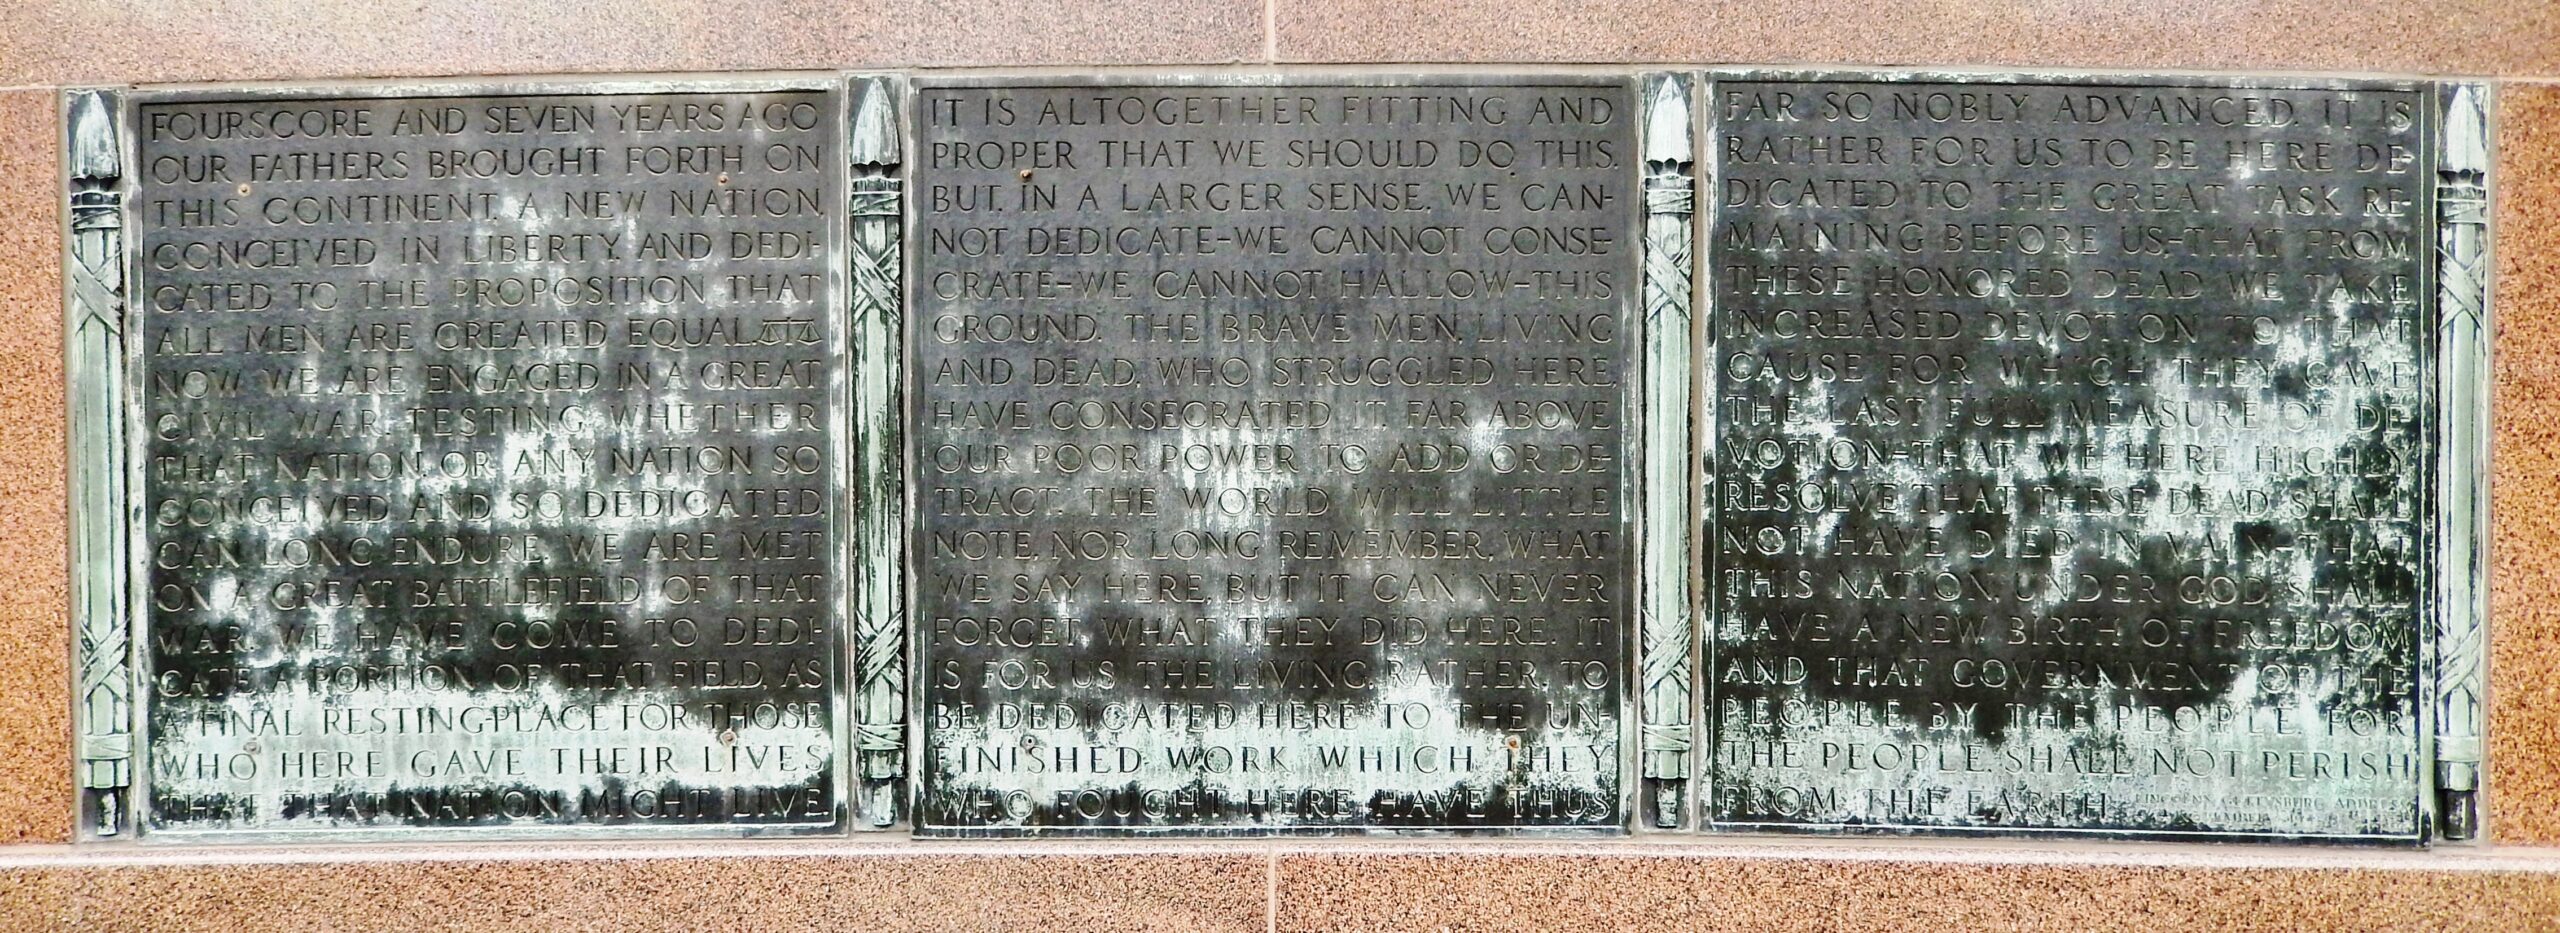 FOURSCORE AND SEVEN YEARS AGO
OUR FATHERS BROUGHT FORTH ON
THIS CONTINENT, A NEW NATION,
CONCEIVED IN LIBERTY, AND DEDI-
CATED TO THE PROPOSITION THAT
ALL MEN ARE CREATED EQUAL.
NOW WE ARE ENGAGED IN A GREAT
CIVIL WAR, TESTING WHETHER
THAT NATION, OR ANY NATION SO
CONCEIVED AND SO DEDICATED,
CAN LONG ENDURE. WE ARE MET
ON A GREAT BATTLEFIELD OF THAT
WAR. WE HAVE COME TO DEDI-
CATE A PORTION OF THAT FIELD, AS
A FINAL RESTING-PLACE FOR THOSE
WHO HERE GAVE THEIR LIVES
THAT THAT NATION MIGHT LIVE.
IT IS ALTOGETHER FITTING AND
PROPER THAT WE SHOULD DO THIS.
BUT, IN A LARGER SENSE, WE CAN-
NOT DEDICATE-WE CANNOT CONSE-
CRATE-WE CANNOT HALLOW-THIS
GROUND. THE BRAVE MEN, LIVING
AND DEAD, WHO STRUGGLED HERE,
HAVE CONSECRATED IT, FAR ABOVE
OUR POOR POWER TO ADD OR DE-
TRACT. THE WORLD WILL LITTLE
NOTE, NOR LONG REMEMBER, WHAT
WE SAY HERE, BUT IT CAN NEVER
FORGET WHAT THEY DID HERE. IT
IS FOR US THE LIVING, RATHER, TO
BE DEDICATED HERE TO THE UN-
FINISHED WORK WHICH THEY
WHO FOUGHT HERE HAVE THUS
FAR SO NOBLY ADVANCED. IT IS
RATHER FOR US TO BE HERE DE-
DICATED TO THE GREAT TASK RE-
MAINING BEFORE US-THAT FROM
THESE HONORED DEAD WE TAKE
INCREASED DEVOTION TO THAT
CAUSE FOR WHICH THEY GAVE
THE LAST FULL MEASURE OF DE-
VOTION-THAT WE HERE HIGHLY
RESOLVE THAT THESE DEAD SHALL
NOT HAVE DIED IN VAIN-THAT
THIS NATION, UNDER GOD, SHALL
HAVE A NEW BIRTH OF FREEDOM
AND THAT GOVERNMENT OF THE
PEOPLE, BY THE PEOPLE, FOR
THE PEOPLE, SHALL NOT PERISH
FROM THE EARTH.
LINCOLN'S GETTYSBURG ADDRESS